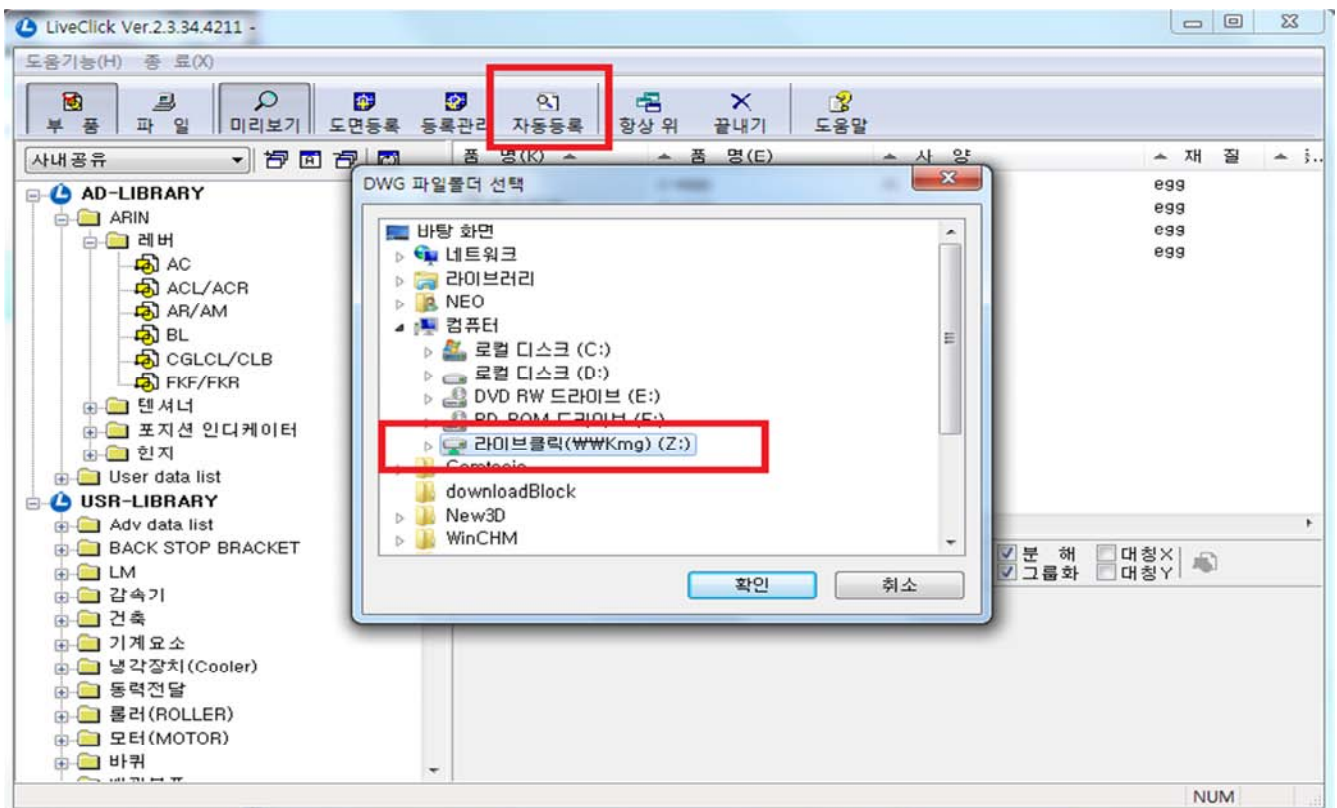 LiveClick Ver.2.3.34.4211 -
도움기능(H) 종 료(X)
부 품 파 일 미리보기 도면등록 등록관리 자동등록 항상 위 끝내기 도움말
사내공유
품 명(K) 품 명(E) 사 양 재 질
AD-LIBRARY
ARIN
레버
AC
ACL/ACR
AR/AM
BL
CGLCL/CLB
FKF/FKR
텐셔너
포지션 인디케이터
힌지
User data list
USR-LIBRARY
Adv data list
BACK STOP BRACKET
LM
감속기
건축
기계요소
냉각장치(Cooler)
동력전달
롤러(ROLLER)
모터(MOTOR)
바퀴
DWG 파일폴더 선택
바탕 화면
네트워크
라이브러리
NEO
컴퓨터
로컬 디스크 (C:)
로컬 디스크 (D:)
DVD RW 드라이브 (E:)
BD-ROM 드라이브 (F:)
라이브클릭(₩₩Kmg) (Z:)
downloadBlock
New3D
WinCHM
확인 취소
egg
egg
egg
egg
분 해 대칭X
그룹화 대칭Y
NUM